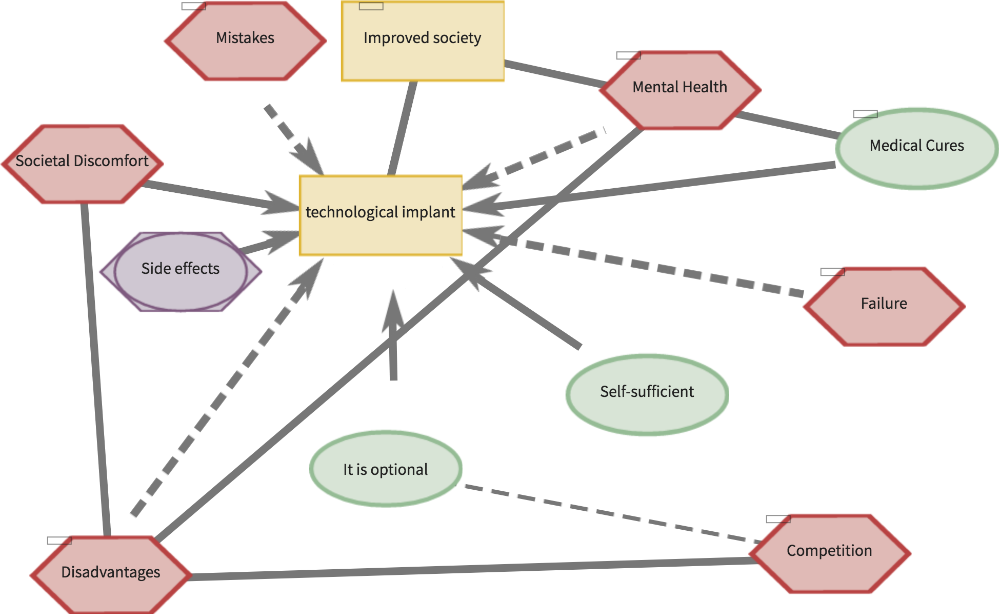 Mistakes
Improved society
Mental Health
Medical Cures
Societal Discomfort
technological implant
Side effects
Failure
Self-sufficient
It is optional
Competition
Disadvantages